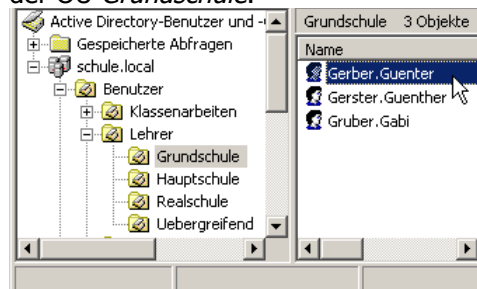 der OU Grundschule.
Active Directory-Benutzer und -
Gespeicherte Abfragen
schule.local
Benutzer
Klassenarbeiten
Lehrer
Grundschule
Hauptschule
Realschule
Uebergreifend
Grundschule 3 Objekte
Name
Gerber.Guenter
Gerster.Guenther
Gruber.Gabi